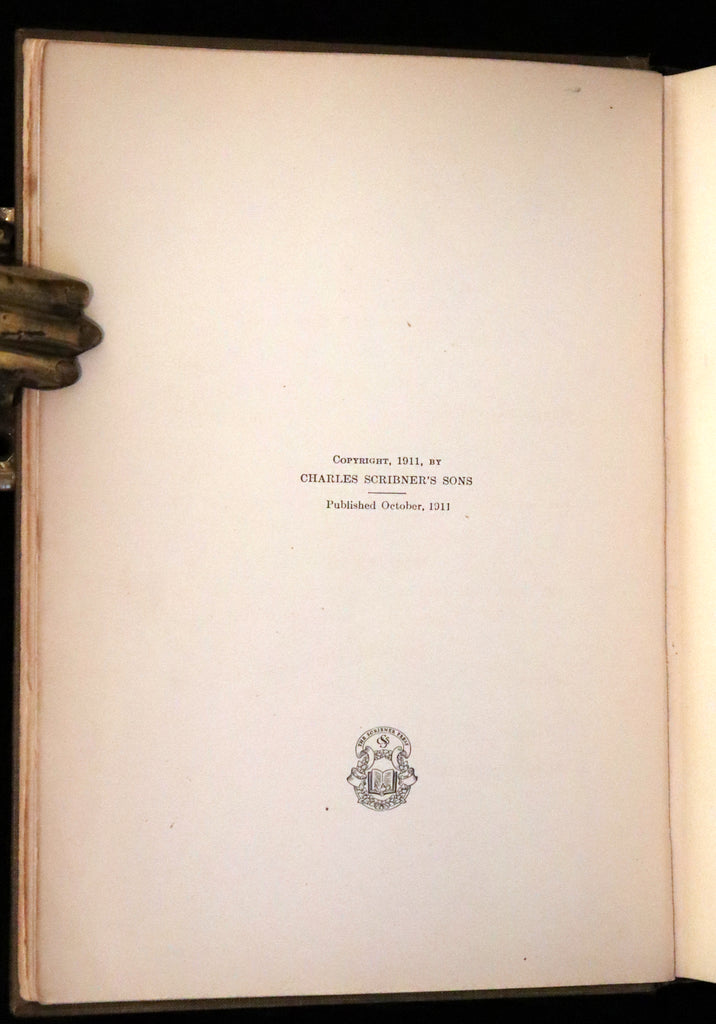 COPYRIGHT, 1911, BY
CHARLES SCRIBNER'S SONS
Published October, 1911
THE SCRIBNER PRESS